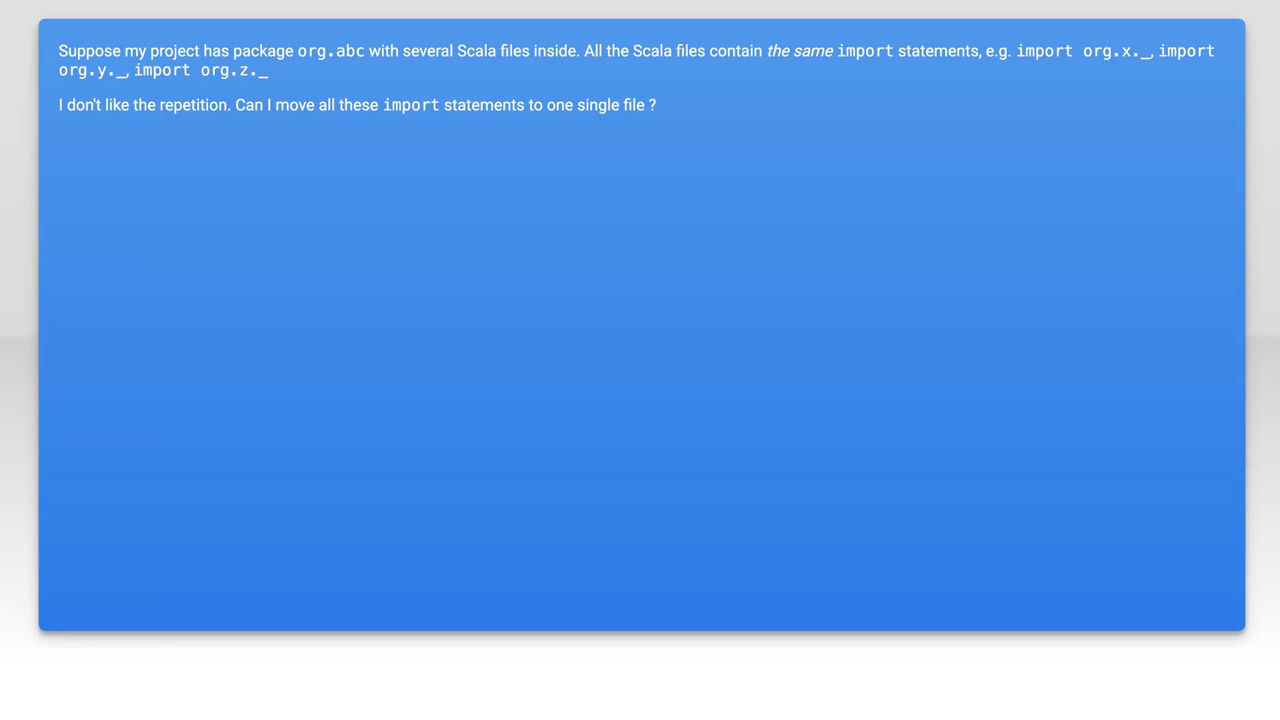 Suppose my project has package org.abc with several Scala files inside. All the Scala files contain the same import statements, e.g. import org.x._, import
org.y._, import org.z._
I don't like the repetition. Can I move all these import statements to one single file ?